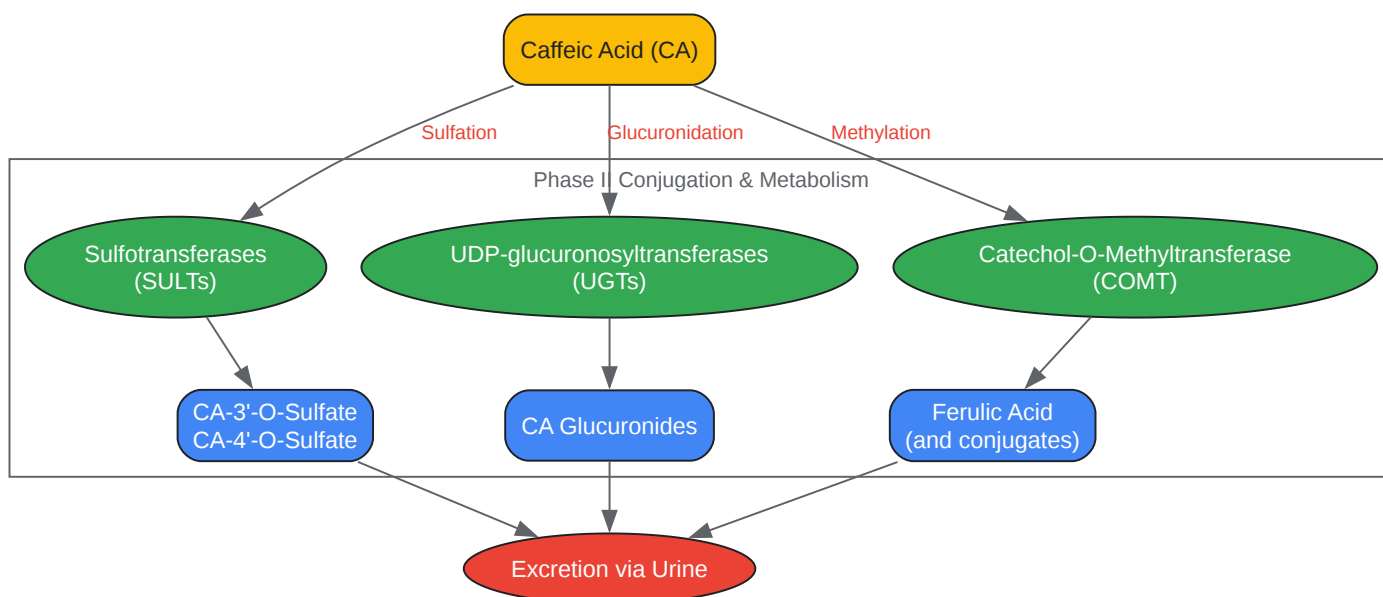 Caffeic Acid (CA)
Sulfation
Glucuronidation
Methylation
Phase II Conjugation & Metabolism
Sulfotransferases
(SULTs)
UDP-glucuronosyltransferases
(UGTs)
Catechol-O-Methyltransferase
(COMT)
CA-3'-O-Sulfate
CA-4'-O-Sulfate
CA Glucuronides
Ferulic Acid
(and conjugates)
Excretion via Urine